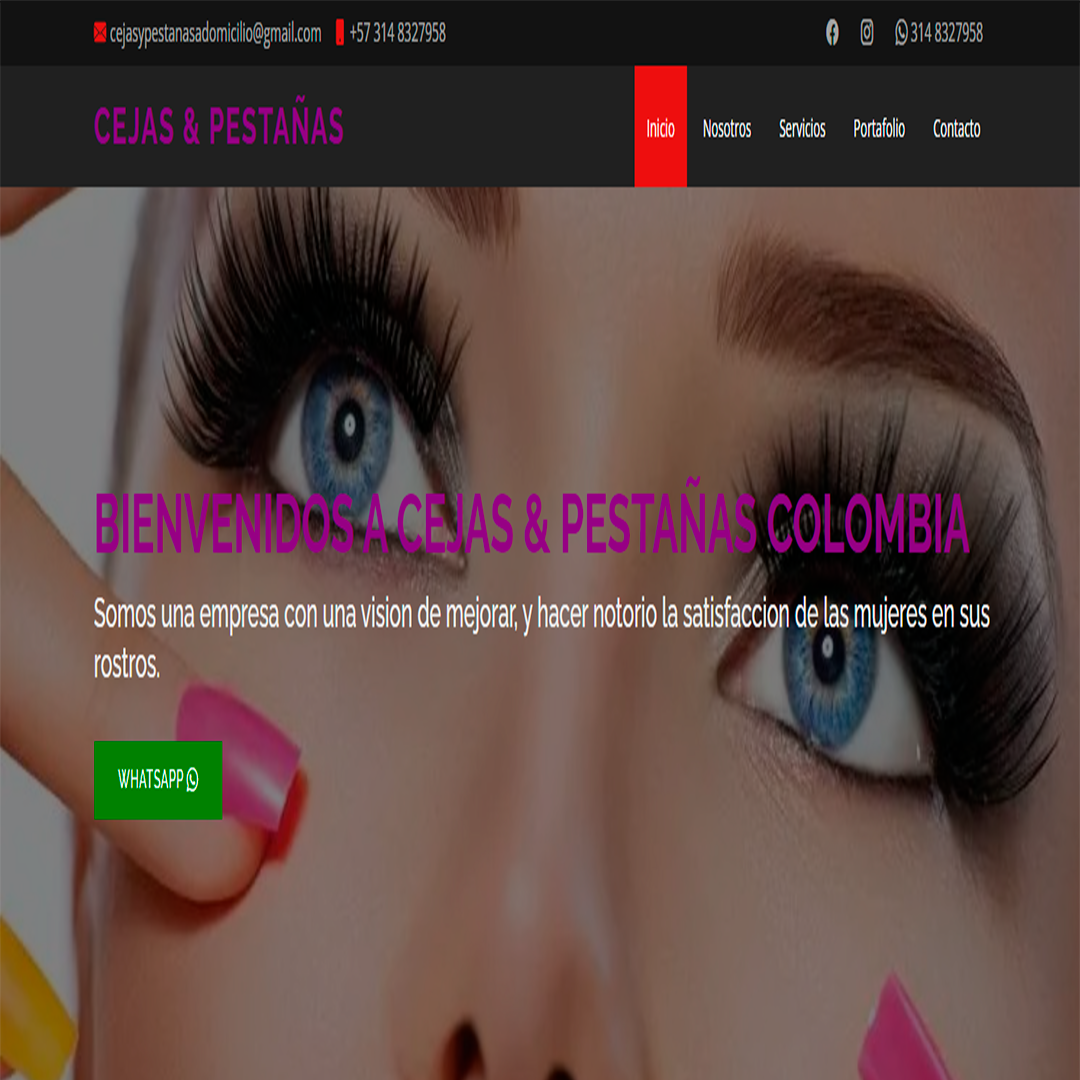 cejasypestanasadomicilio@gmail.com +57 314 8327958 314 8327958
CEJAS & PESTAÑAS
Inicio Nosotros Servicios Portafolio Contacto
BIENVENIDOS A CEJAS & PESTAÑAS COLOMBIA
Somos una empresa con una vision de mejorar, y hacer notorio la satisfaccion de las mujeres en sus
rostros.
WHATSAPP